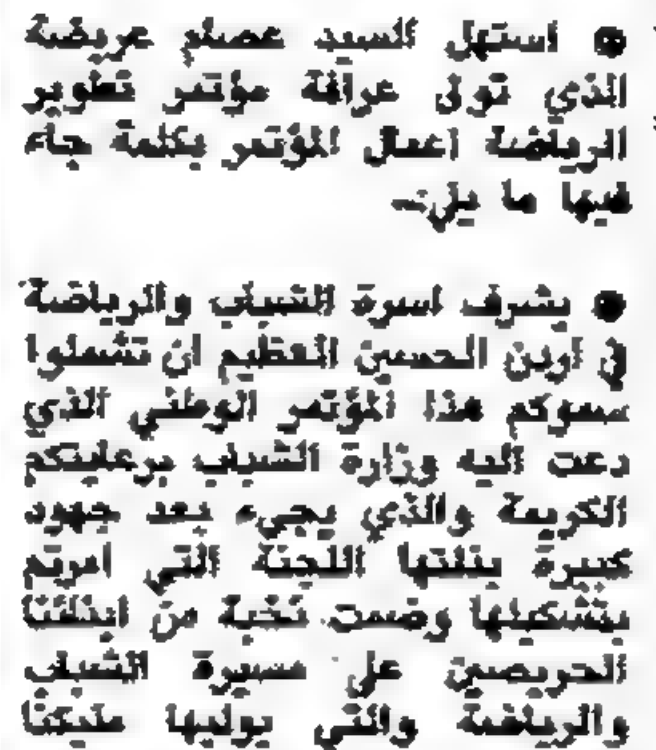 ● استهل السيد عصام عريضة
الذي تولى عرافة مؤتمر تطوير
الرياضة اعمال المؤتمر بكلمة جاء
فيها ما يلي:ـ
● يشرف اسرة الشباب والرياضة
في اردن الحسين العظيم ان تشملوا
سموكم هذا المؤتمر الوطني الذي
دعت اليه وزارة الشباب برعايتكم
الكريمة والذي يجيء بعد جهود
كبيرة بذلتها اللجنة التي امرتم
بتشكيلها وضمت نخبة من ابنائنا
الحريصين على مسيرة الشباب
والرياضة والتي يوليها مليكنا